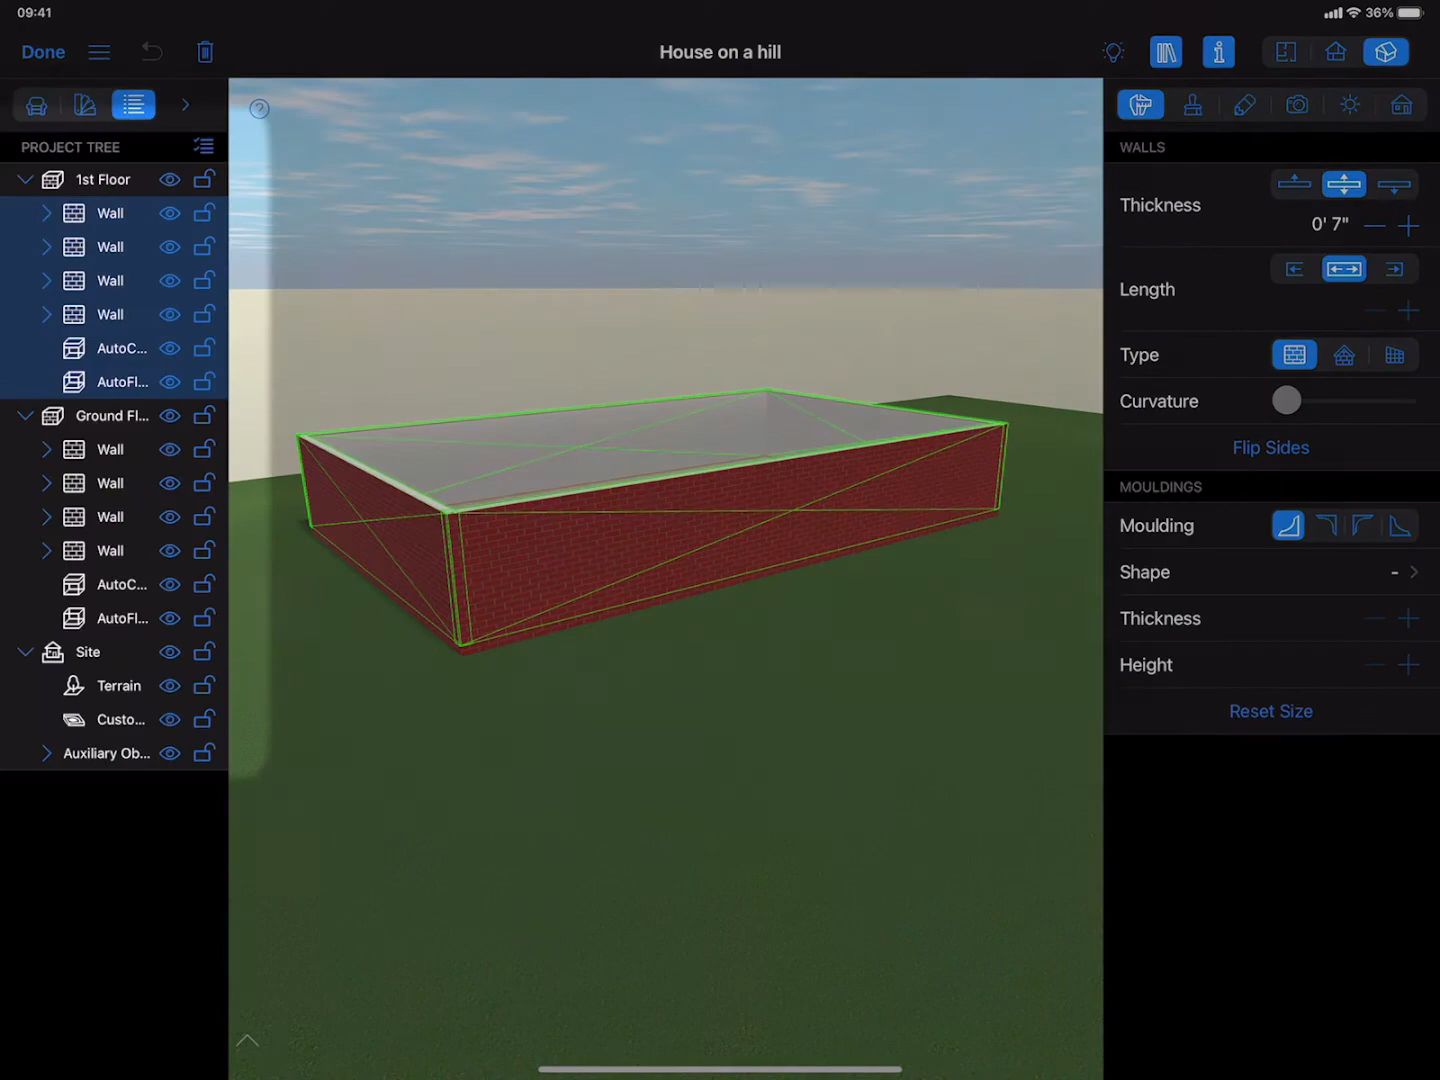 09:41
36%
Done
House on a hill
PROJECT TREE
1st Floor
Wall
Wall
Wall
Wall
AutoC...
AutoFl...
Ground Fl...
Wall
Wall
Wall
Wall
AutoC...
AutoFl...
Site
Terrain
Custo...
Auxiliary Ob...
?
WALLS
Thickness
0' 7"
Length
Type
Curvature
Flip Sides
MOULDINGS
Moulding
Shape
-
Thickness
Height
Reset Size